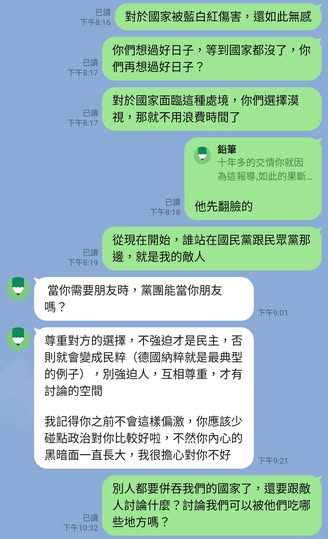 對於國家被藍白紅傷害，還如此無感
已讀
下午8:16
你們想過好日子，等到國家都沒了，你
們再想過好日子？
已讀
下午8:17
對於國家面臨這種處境，你們選擇漠
視，那就不用浪費時間了
已讀
下午8:17
鉛筆
十年多的交情你就因
為這報導,如此的果斷...
他先翻臉的
已讀
下午8:18
從現在開始，誰站在國民黨跟民眾黨那
邊，就是我的敵人
已讀
下午8:19
當你需要朋友時，黨團能當你朋友
嗎？
下午9:01
尊重對方的選擇，不強迫才是民主，否
則就會變成民粹（德國納粹就是最典型
的例子），別強迫人，互相尊重，才有
討論的空間
我記得你之前不會這樣偏激，你應該少
碰點政治對你比較好啦，不然你內心的
黑暗面一直長大，我很擔心對你不好
下午9:21
別人都要併吞我們的國家了，還要跟敵
人討論什麼？討論我們可以被他們吃哪
些地方嗎？
已讀
下午10:32